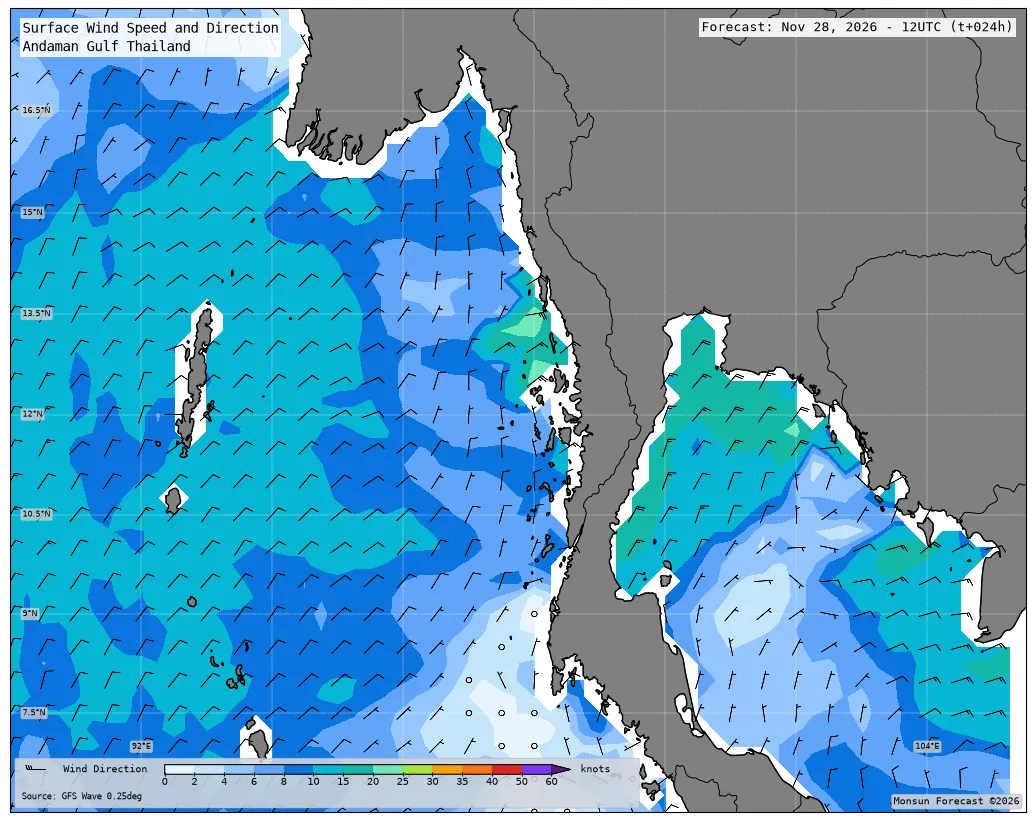 Surface Wind Speed and Direction
Andaman Gulf Thailand
Forecast: Nov 28, 2026 - 12UTC (t+024h)
16.5°N
15°N
13.5°N
12°N
10.5°N
9°N
7.5°N
92°E
104°E
Wind Direction
knots
0 2 4 6 8 10 15 20 25 30 35 40 50 60
Source: GFS Wave 0.25deg
Monsun Forecast ©2026